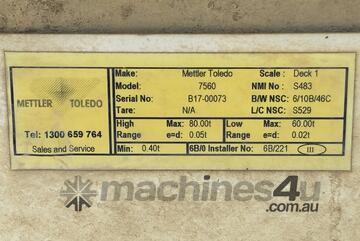 METTLER TOLEDO
Tel: 1300 659 764
Sales and Service
Make: Mettler Toledo Scale : Deck 1
Model: 7560 NMI No : S483
Serial No: B17-00073 B/W NSC: 6/10B/46C
Tare: N/A L/C NSC: S529
High Max: 80.00t Low Max: 60.00t
Range e=d: 0.05t Range e=d: 0.02t
Min: 0.40t 6B/0 Installer No: 6B/221 III
machines4u
.com.au